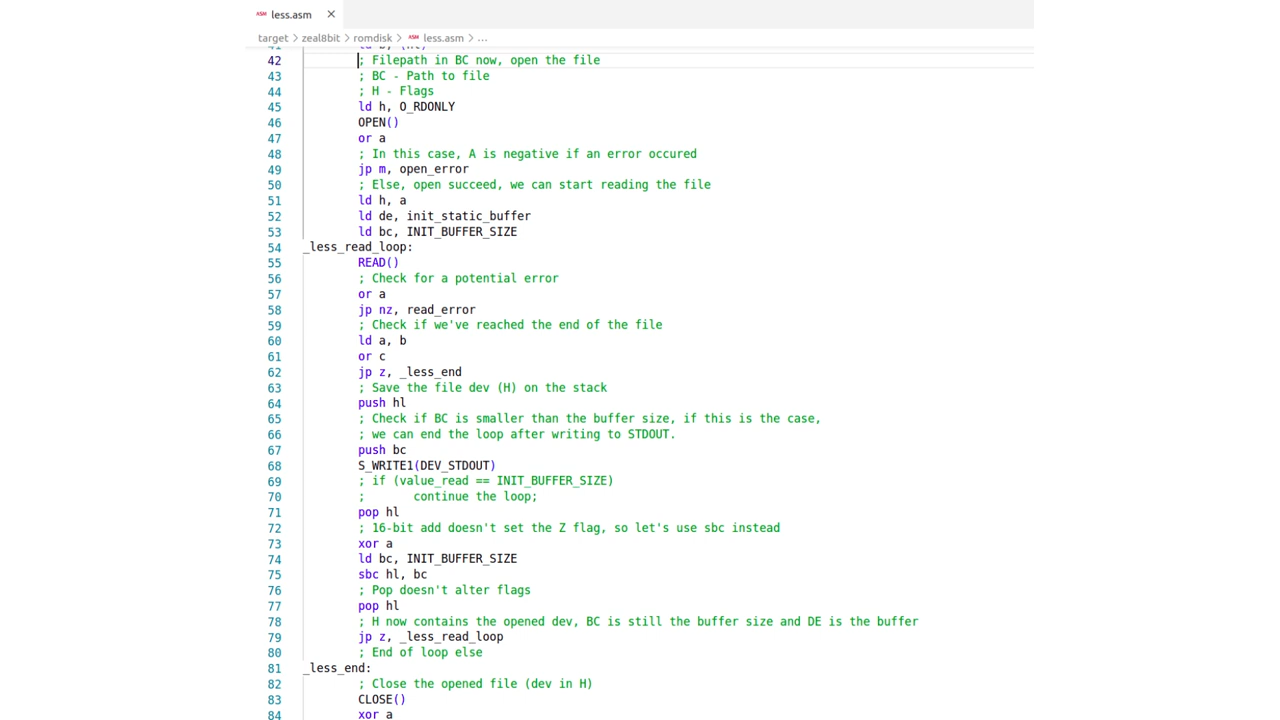 ASM less.asm ×
target > zeal8bit > romdisk > ASM less.asm > ...
41 ld b, (hl)
42 ; Filepath in BC now, open the file
43 ; BC - Path to file
44 ; H - Flags
45 ld h, O_RDONLY
46 OPEN()
47 or a
48 ; In this case, A is negative if an error occured
49 jp m, open_error
50 ; Else, open succeed, we can start reading the file
51 ld h, a
52 ld de, init_static_buffer
53 ld bc, INIT_BUFFER_SIZE
54 _less_read_loop:
55 READ()
56 ; Check for a potential error
57 or a
58 jp nz, read_error
59 ; Check if we've reached the end of the file
60 ld a, b
61 or c
62 jp z, _less_end
63 ; Save the file dev (H) on the stack
64 push hl
65 ; Check if BC is smaller than the buffer size, if this is the case,
66 ; we can end the loop after writing to STDOUT.
67 push bc
68 S_WRITE1(DEV_STDOUT)
69 ; if (value_read == INIT_BUFFER_SIZE)
70 ; continue the loop;
71 pop hl
72 ; 16-bit add doesn't set the Z flag, so let's use sbc instead
73 xor a
74 ld bc, INIT_BUFFER_SIZE
75 sbc hl, bc
76 ; Pop doesn't alter flags
77 pop hl
78 ; H now contains the opened dev, BC is still the buffer size and DE is the buffer
79 jp z, _less_read_loop
80 ; End of loop else
81 _less_end:
82 ; Close the opened file (dev in H)
83 CLOSE()
84 xor a